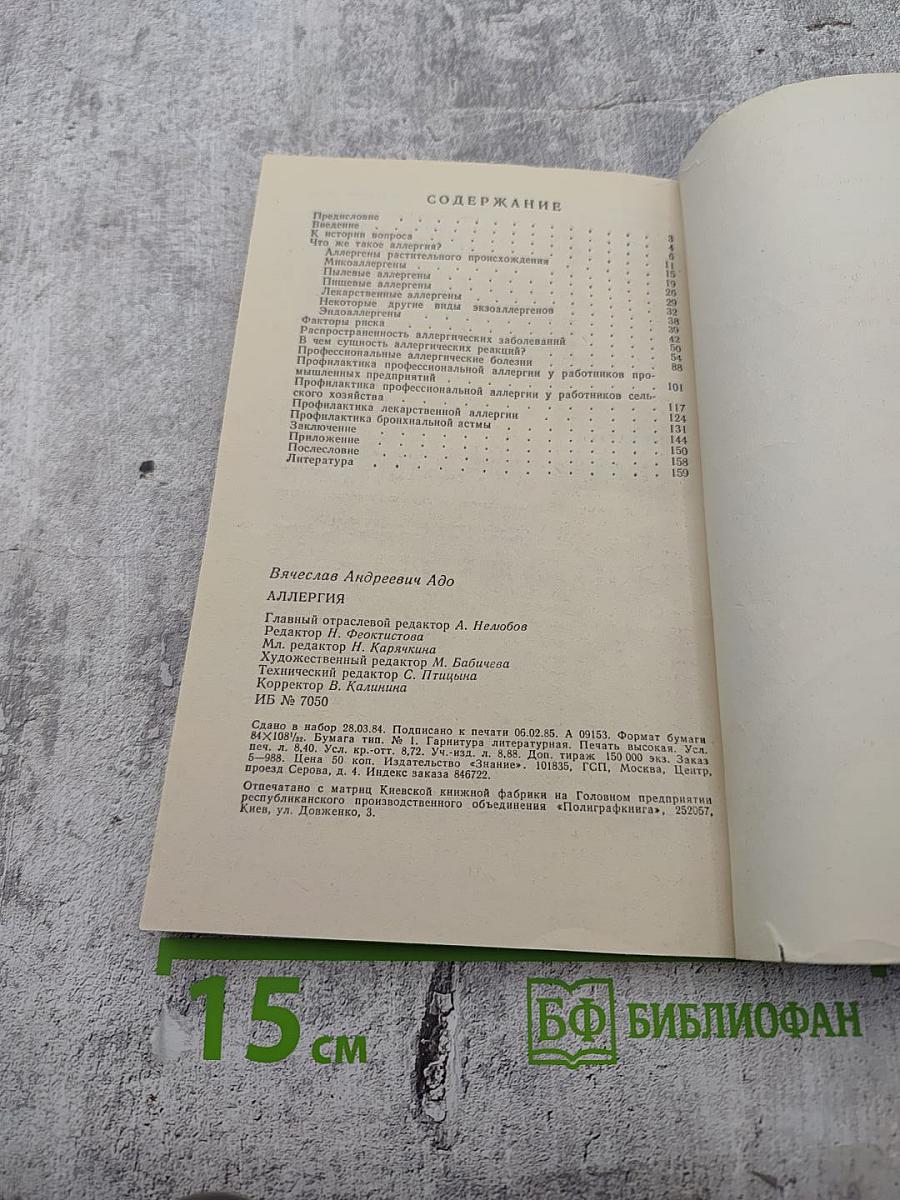 СОДЕРЖАНИЕ
Предисловие . . . . . . . . . . 3
Введение . . . . . . . . . . 4
К истории вопроса . . . . . . . . . . 6
Что же такое аллергия? . . . . . . . . . . 11
Аллергены растительного происхождения . . . . 15
Микоаллергены . . . . . . . . . . 19
Пылевые аллергены . . . . . . . . . . 26
Пищевые аллергены . . . . . . . . . . 29
Лекарственные аллергены . . . . . . . . 32
Некоторые другие виды экзоаллергенов . . . . 38
Эндоаллергены . . . . . . . . . . 39
Факторы риска . . . . . . . . . . 42
Распространенность аллергических заболеваний . . . . 50
В чем сущность аллергических реакций? . . . . . 54
Профессиональные аллергические болезни . . . . . 88
Профилактика профессиональной аллергии у работников про-
мышленных предприятий . . . . . . . . 101
Профилактика профессиональной аллергии у работников сель-
ского хозяйства . . . . . . . . . . 117
Профилактика лекарственной аллергии . . . . . 124
Профилактика бронхиальной астмы . . . . . . 131
Заключение . . . . . . . . . . 144
Приложение . . . . . . . . . . 150
Послесловие . . . . . . . . . . 158
Литература . . . . . . . . . . 159
Вячеслав Андреевич Адо
АЛЛЕРГИЯ
Главный отраслевой редактор А. Нелюбов
Редактор Н. Феоктистова
Мл. редактор Н. Карячкина
Художественный редактор М. Бабичева
Технический редактор С. Птицына
Корректор В. Калинина
ИБ № 7050
Сдано в набор 28.03.84. Подписано к печати 06.02.85. А 09153. Формат бумаги
84×108¹/₃₂. Бумага тип. № 1. Гарнитура литературная. Печать высокая. Усл.
печ. л. 8,40. Усл. кр.-отт. 8,72. Уч.-изд. л. 8,88. Доп. тираж 150 000 экз. Заказ
5—988. Цена 50 коп. Издательство «Знание». 101835, ГСП, Москва, Центр,
проезд Серова, д. 4. Индекс заказа 846722.
Отпечатано с матриц Киевской книжной фабрики на Головном предприятии
республиканского производственного объединения «Полиграфкнига», 252057,
Киев, ул. Довженко, 3.
15 см
БФ БИБЛИОФАН